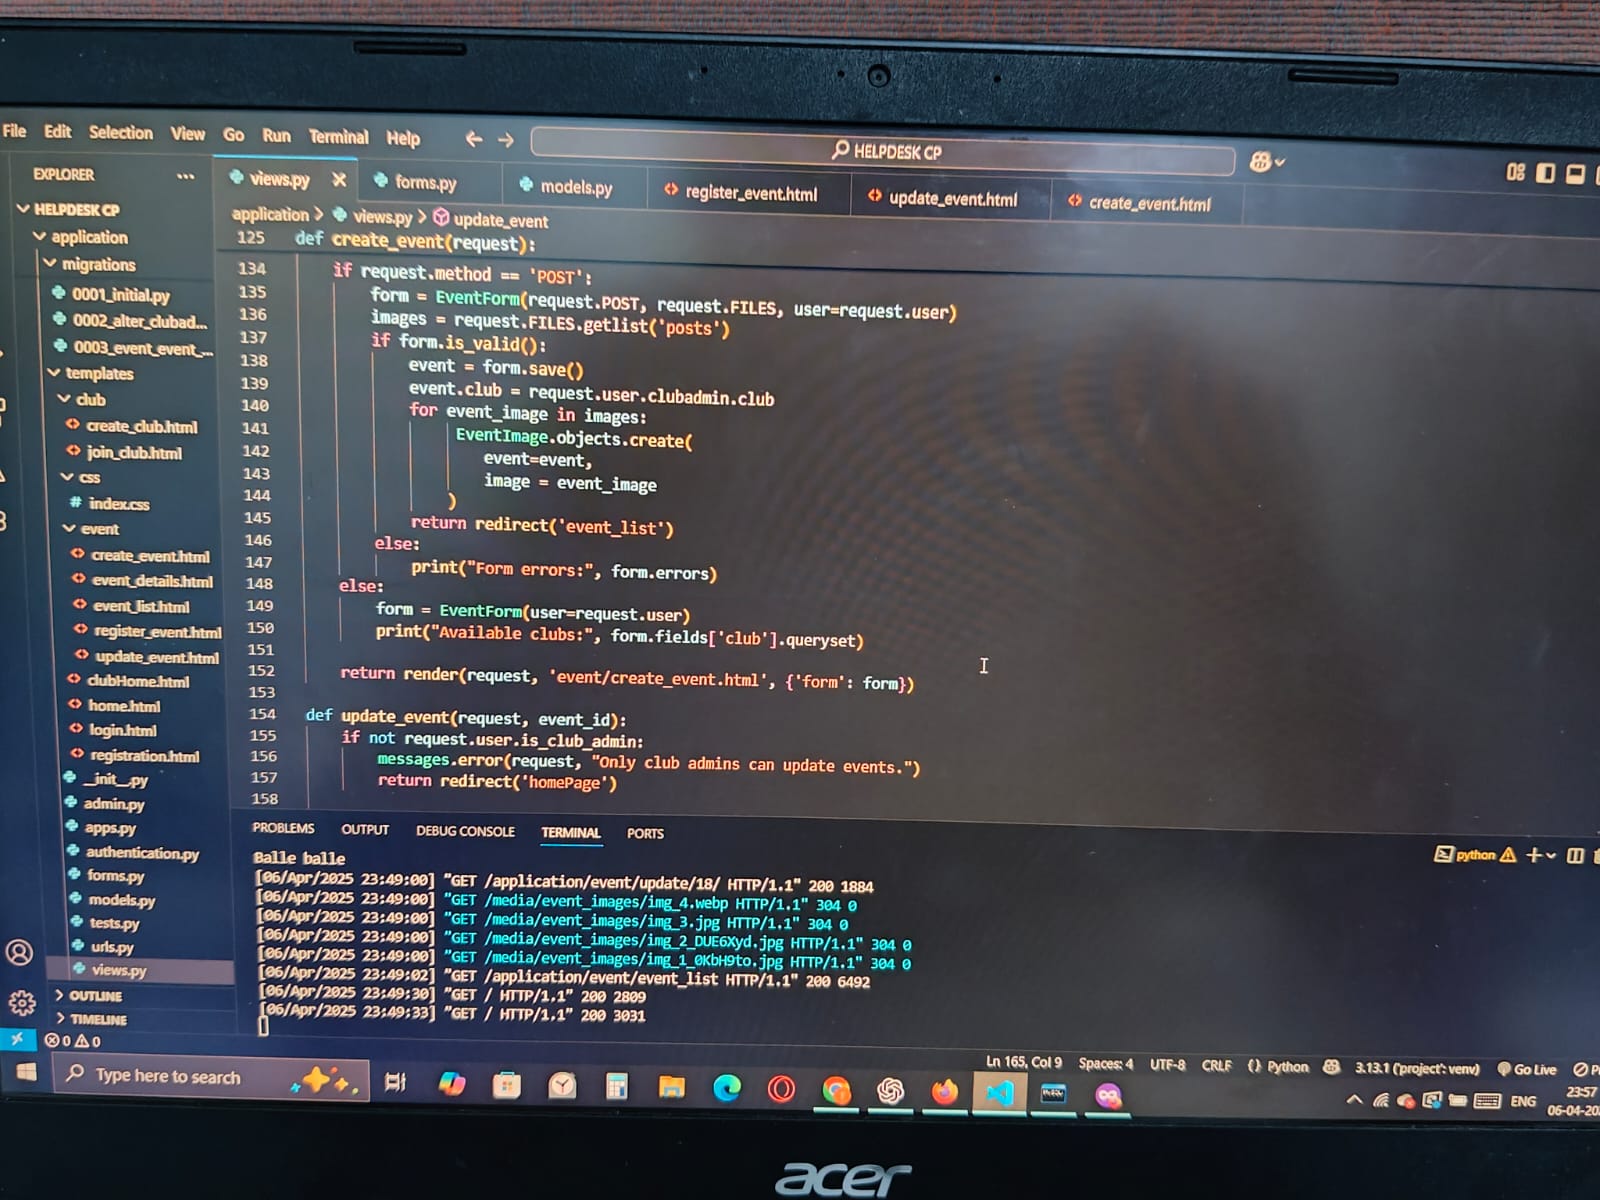 File Edit Selection View Go Run Terminal Help
HELPDESK CP
EXPLORER
views.py
forms.py
models.py
register_event.html
update_event.html
create_event.html
HELPDESK CP
application
migrations
0001_initial.py
0002_alter_clubad...
0003_event_event_...
templates
club
create_club.html
join_club.html
css
# index.css
event
create_event.html
event_details.html
event_list.html
register_event.html
update_event.html
clubHome.html
home.html
login.html
registration.html
__init__.py
admin.py
apps.py
authentication.py
forms.py
models.py
tests.py
urls.py
views.py
OUTLINE
TIMELINE
application > views.py > update_event
125 def create_event(request):
134 if request.method == 'POST':
135 form = EventForm(request.POST, request.FILES, user=request.user)
136 images = request.FILES.getlist('posts')
137 if form.is_valid():
138 event = form.save()
139 event.club = request.user.clubadmin.club
140 for event_image in images:
141 EventImage.objects.create(
142 event=event,
143 image = event_image
144 )
145 return redirect('event_list')
146 else:
147 print("Form errors:", form.errors)
148 else:
149 form = EventForm(user=request.user)
150 print("Available clubs:", form.fields['club'].queryset)
151
152 return render(request, 'event/create_event.html', {'form': form})
153
154 def update_event(request, event_id):
155 if not request.user.is_club_admin:
156 messages.error(request, "Only club admins can update events.")
157 return redirect('homePage')
158
PROBLEMS OUTPUT DEBUG CONSOLE TERMINAL PORTS
python
Balle balle
[06/Apr/2025 23:49:00] "GET /application/event/update/18/ HTTP/1.1" 200 1884
[06/Apr/2025 23:49:00] "GET /media/event_images/img_4.webp HTTP/1.1" 304 0
[06/Apr/2025 23:49:00] "GET /media/event_images/img_3.jpg HTTP/1.1" 304 0
[06/Apr/2025 23:49:00] "GET /media/event_images/img_2_DUE6Xyd.jpg HTTP/1.1" 304 0
[06/Apr/2025 23:49:00] "GET /media/event_images/img_1_0KbH9to.jpg HTTP/1.1" 304 0
[06/Apr/2025 23:49:02] "GET /application/event/event_list HTTP/1.1" 200 6492
[06/Apr/2025 23:49:30] "GET / HTTP/1.1" 200 2809
[06/Apr/2025 23:49:33] "GET / HTTP/1.1" 200 3031
0 0
Ln 165, Col 9 Spaces: 4 UTF-8 CRLF {} Python 3.13.1 ('project': venv) Go Live
Type here to search
ENG
23:57
06-04-20
acer